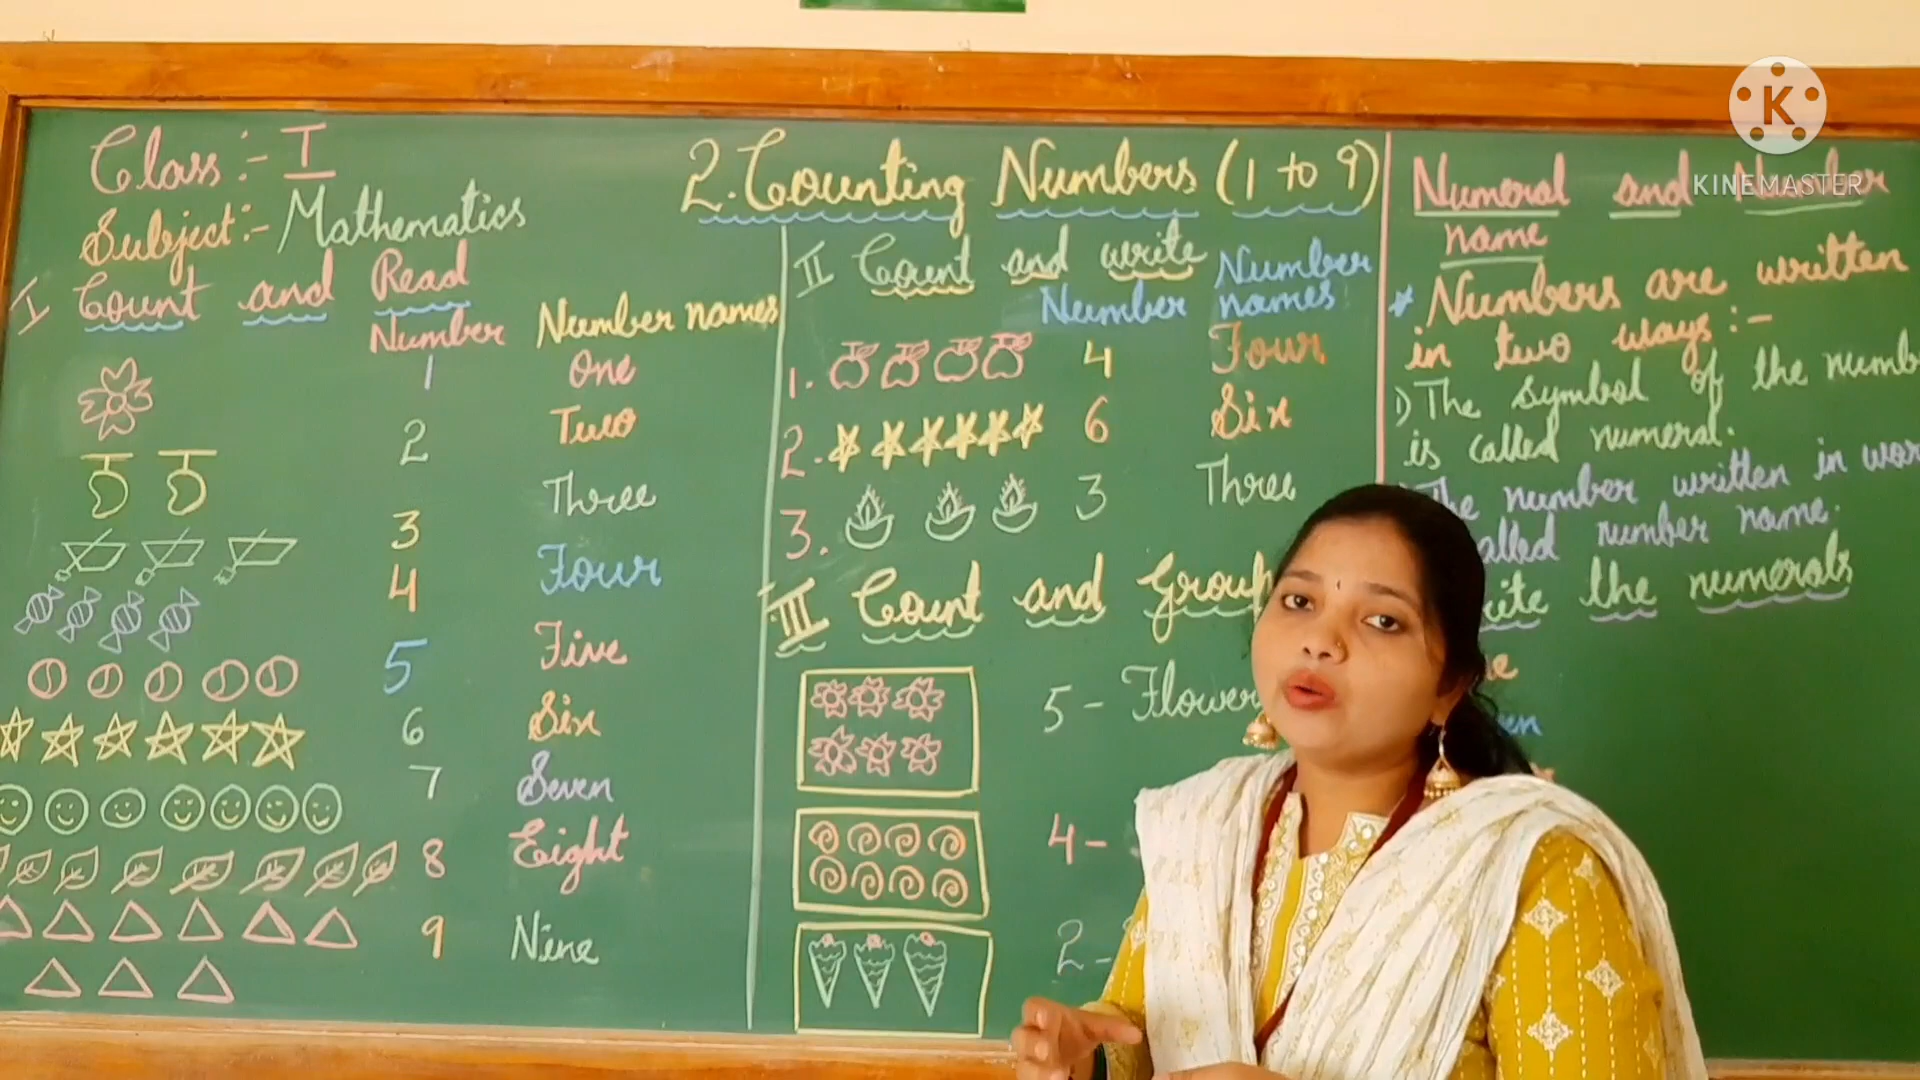 Class :- I
Subject :- Mathematics
I Count and Read
Number Number names
1 One
2 Two
3 Three
4 Four
5 Five
6 Six
7 Seven
8 Eight
9 Nine
2. Counting Numbers (1 to 9)
II Count and write
Number Number names
1. 4 Four
2. 6 Six
3. 3 Three
III Count and Group
5 - Flower
4 -
2 -
Numeral and Number
name
* Numbers are written
in two ways :-
1) The symbol of the numb
is called numeral.
The number written in wor
alled number name.
ite the numerals
K
KINEMASTER